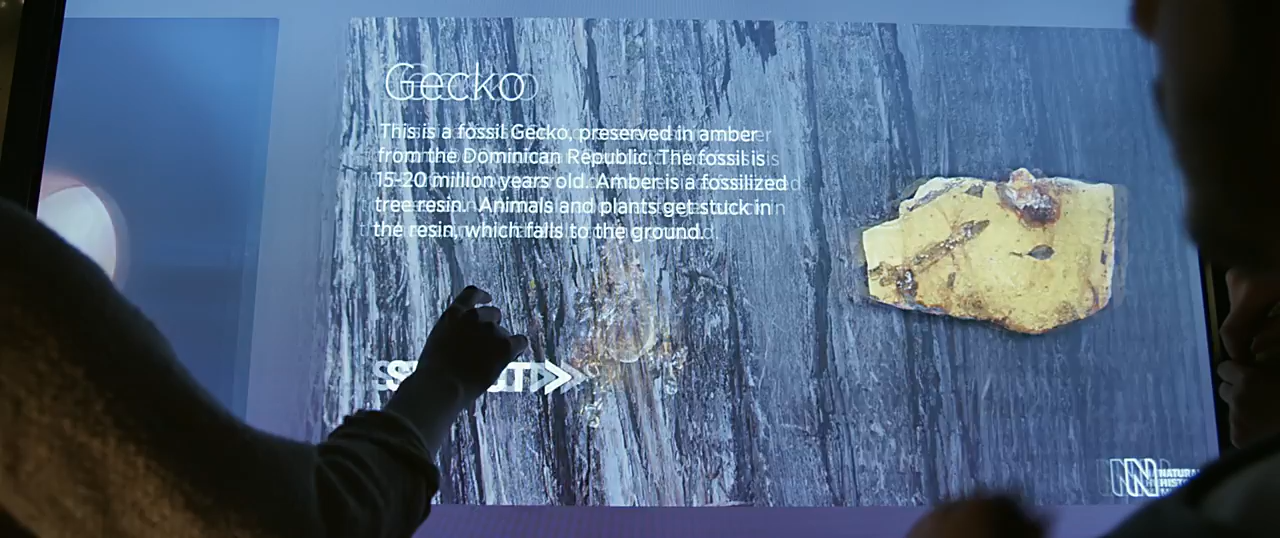 Gecko
This is a fossil Gecko, preserved in amber
from the Dominican Republic. The fossil is
15-20 million years old. Amber is a fossilized
tree resin. Animals and plants get stuck in
the resin, which falls to the ground.
N NATURAL